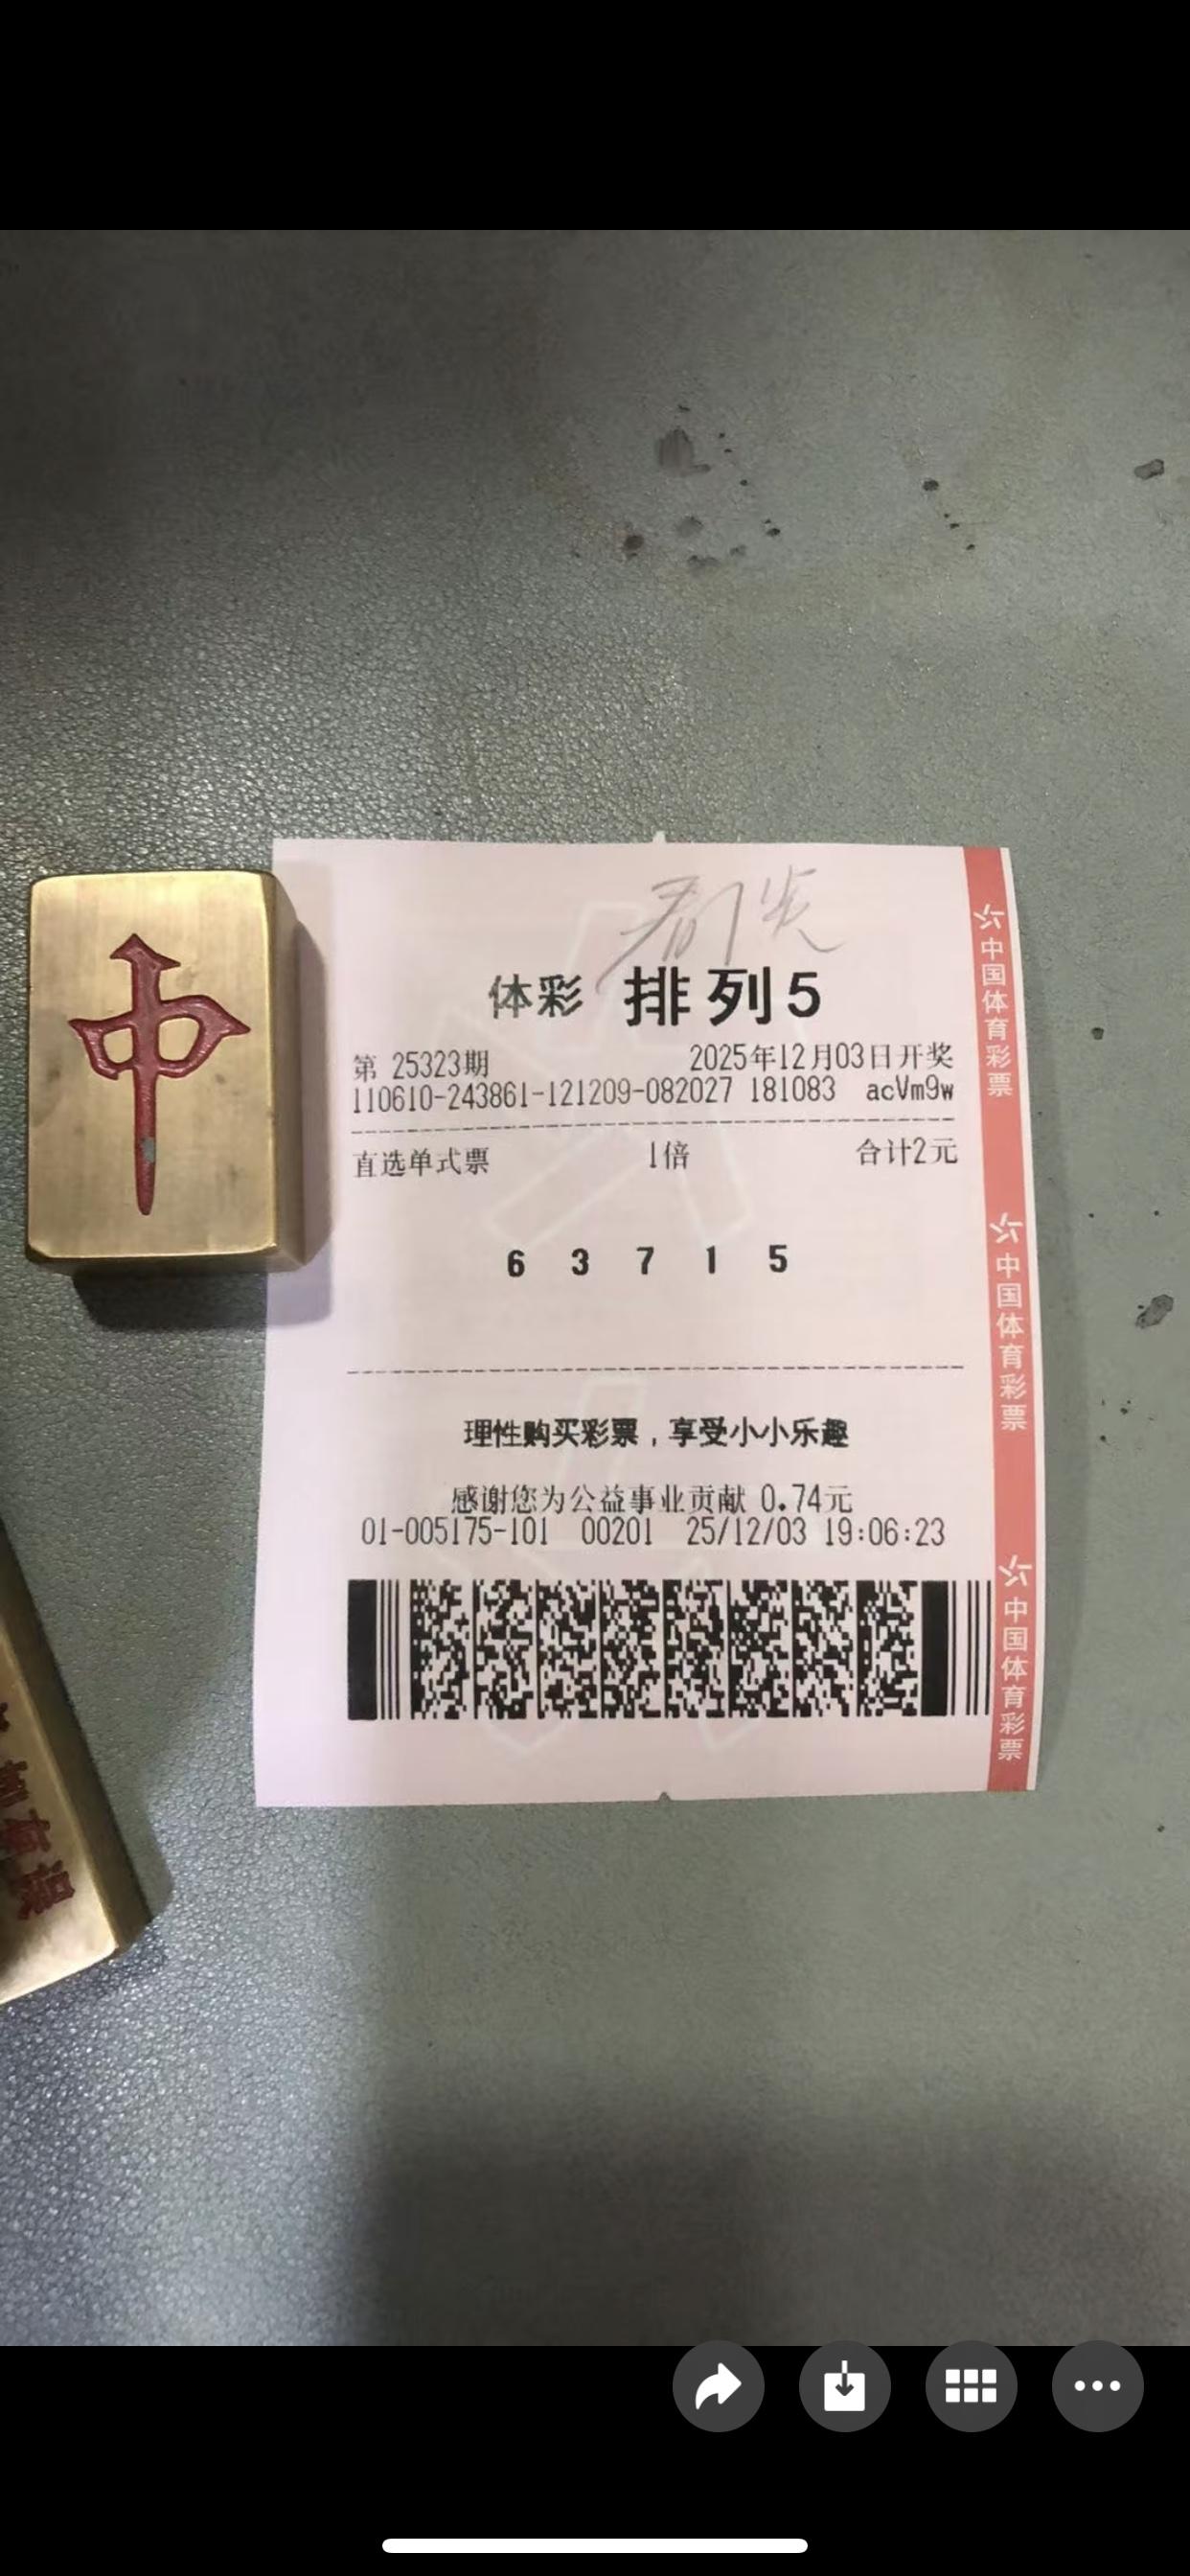 中
体彩 排列5
第 25323期 2025年12月03日开奖
110610-243861-121209-082027 181083 acVm9w
直选单式票 1倍 合计2元
6 3 7 1 5
理性购买彩票，享受小小乐趣
感谢您为公益事业贡献 0.74元
01-005175-101 00201 25/12/03 19:06:23
中国体育彩票
中国体育彩票
中国体育彩票